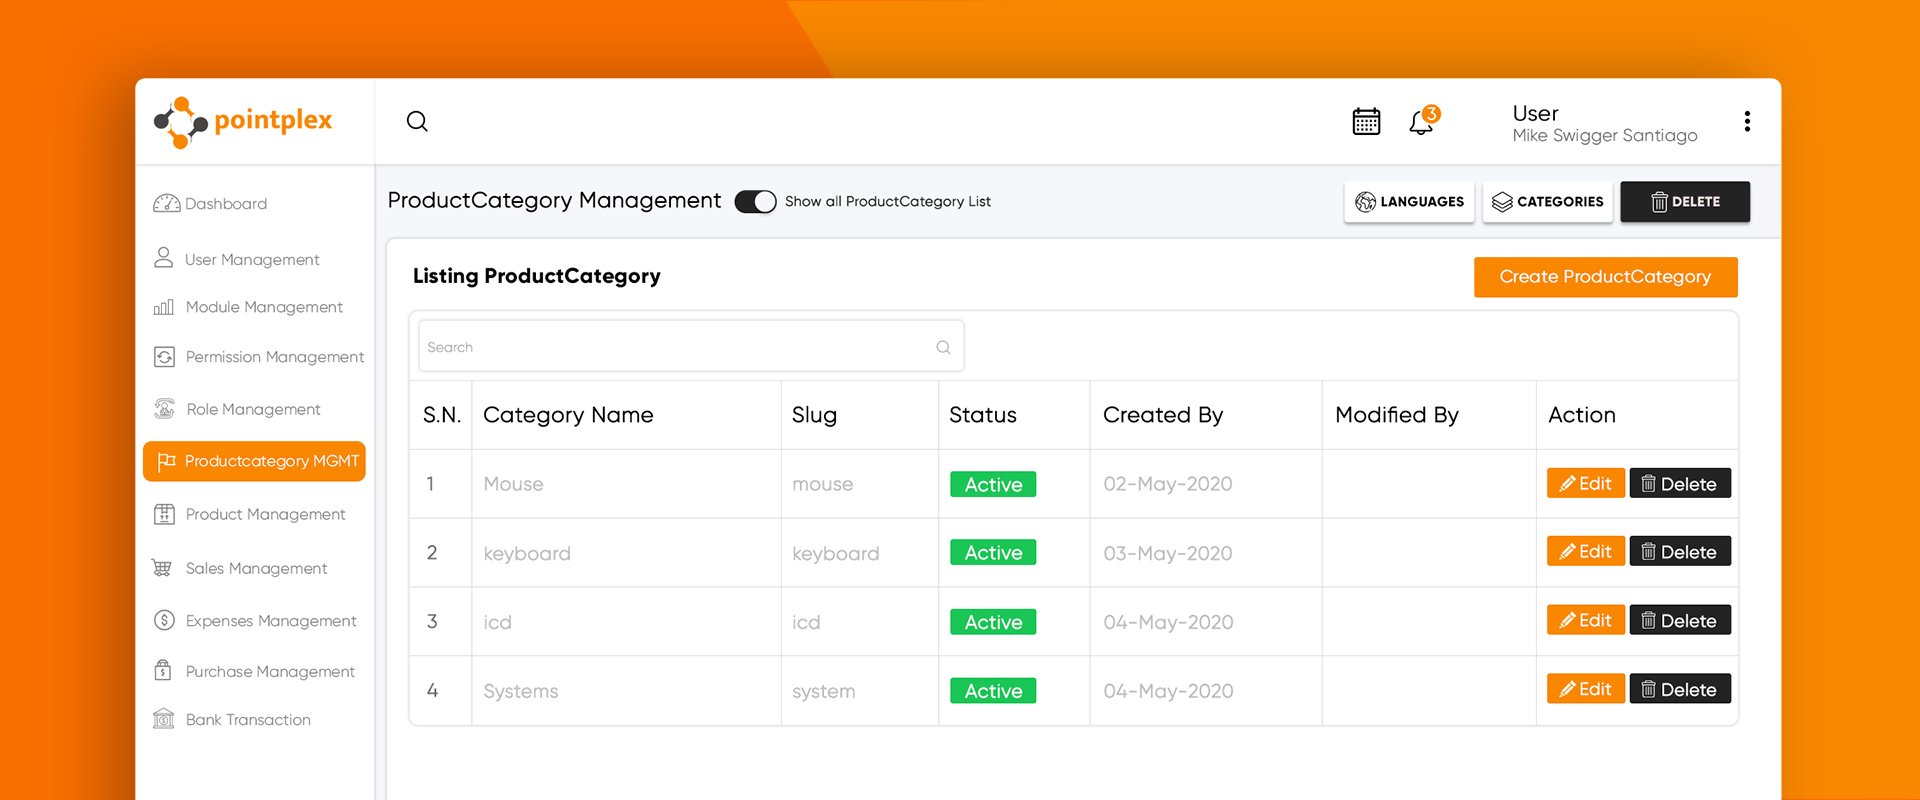 pointplex
3
User
Mike Swigger Santiago
Dashboard
User Management
Module Management
Permission Management
Role Management
Productcategory MGMT
Product Management
Sales Management
Expenses Management
Purchase Management
Bank Transaction
ProductCategory Management
Show all ProductCategory List
LANGUAGES
CATEGORIES
DELETE
Listing ProductCategory
Create ProductCategory
Search
S.N. Category Name Slug Status Created By Modified By Action
1 Mouse mouse Active 02-May-2020 Edit Delete
2 keyboard keyboard Active 03-May-2020 Edit Delete
3 icd icd Active 04-May-2020 Edit Delete
4 Systems system Active 04-May-2020 Edit Delete